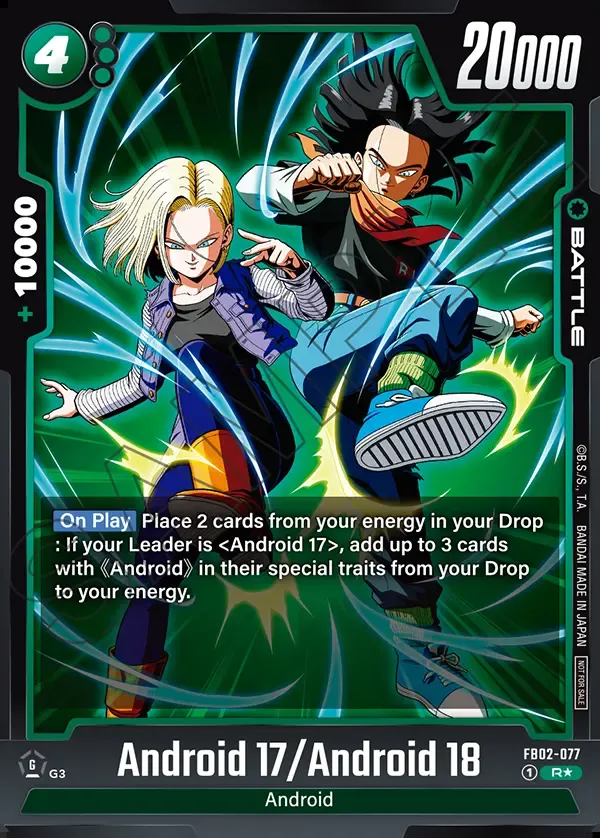 4
20000
+10000
BATTLE
SAMPLE
On Play Place 2 cards from your energy in your Drop
: If your Leader is <Android 17>, add up to 3 cards
with 《Android》 in their special traits from your Drop
to your energy.
©B.S./S., T.A. BANDAI MADE IN JAPAN
NOT FOR SALE
G G3
Android 17/Android 18
FB02-077
1 R★
Android